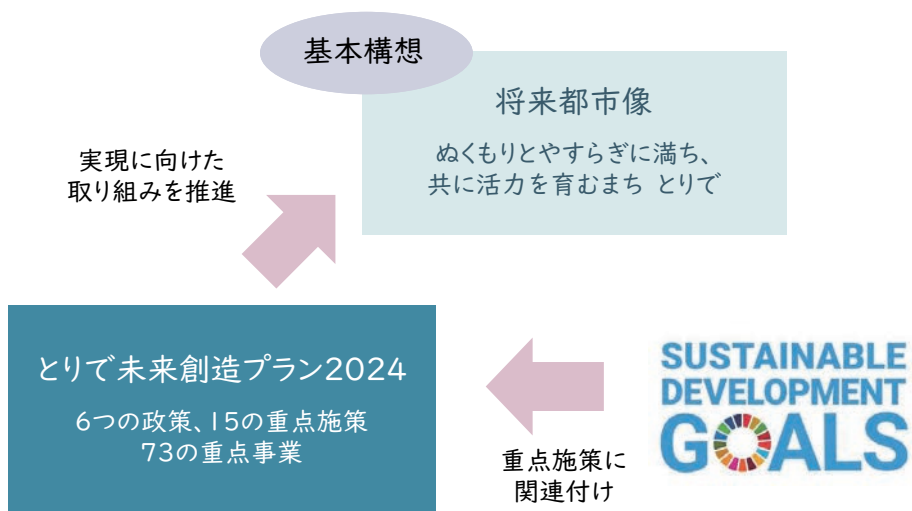 基本構想
将来都市像
ぬくもりとやすらぎに満ち、
共に活力を育むまち とりで
実現に向けた
取り組みを推進
とりで未来創造プラン2024
6つの政策、15の重点施策
73の重点事業
重点施策に
関連付け
SUSTAINABLE
DEVELOPMENT
GOALS